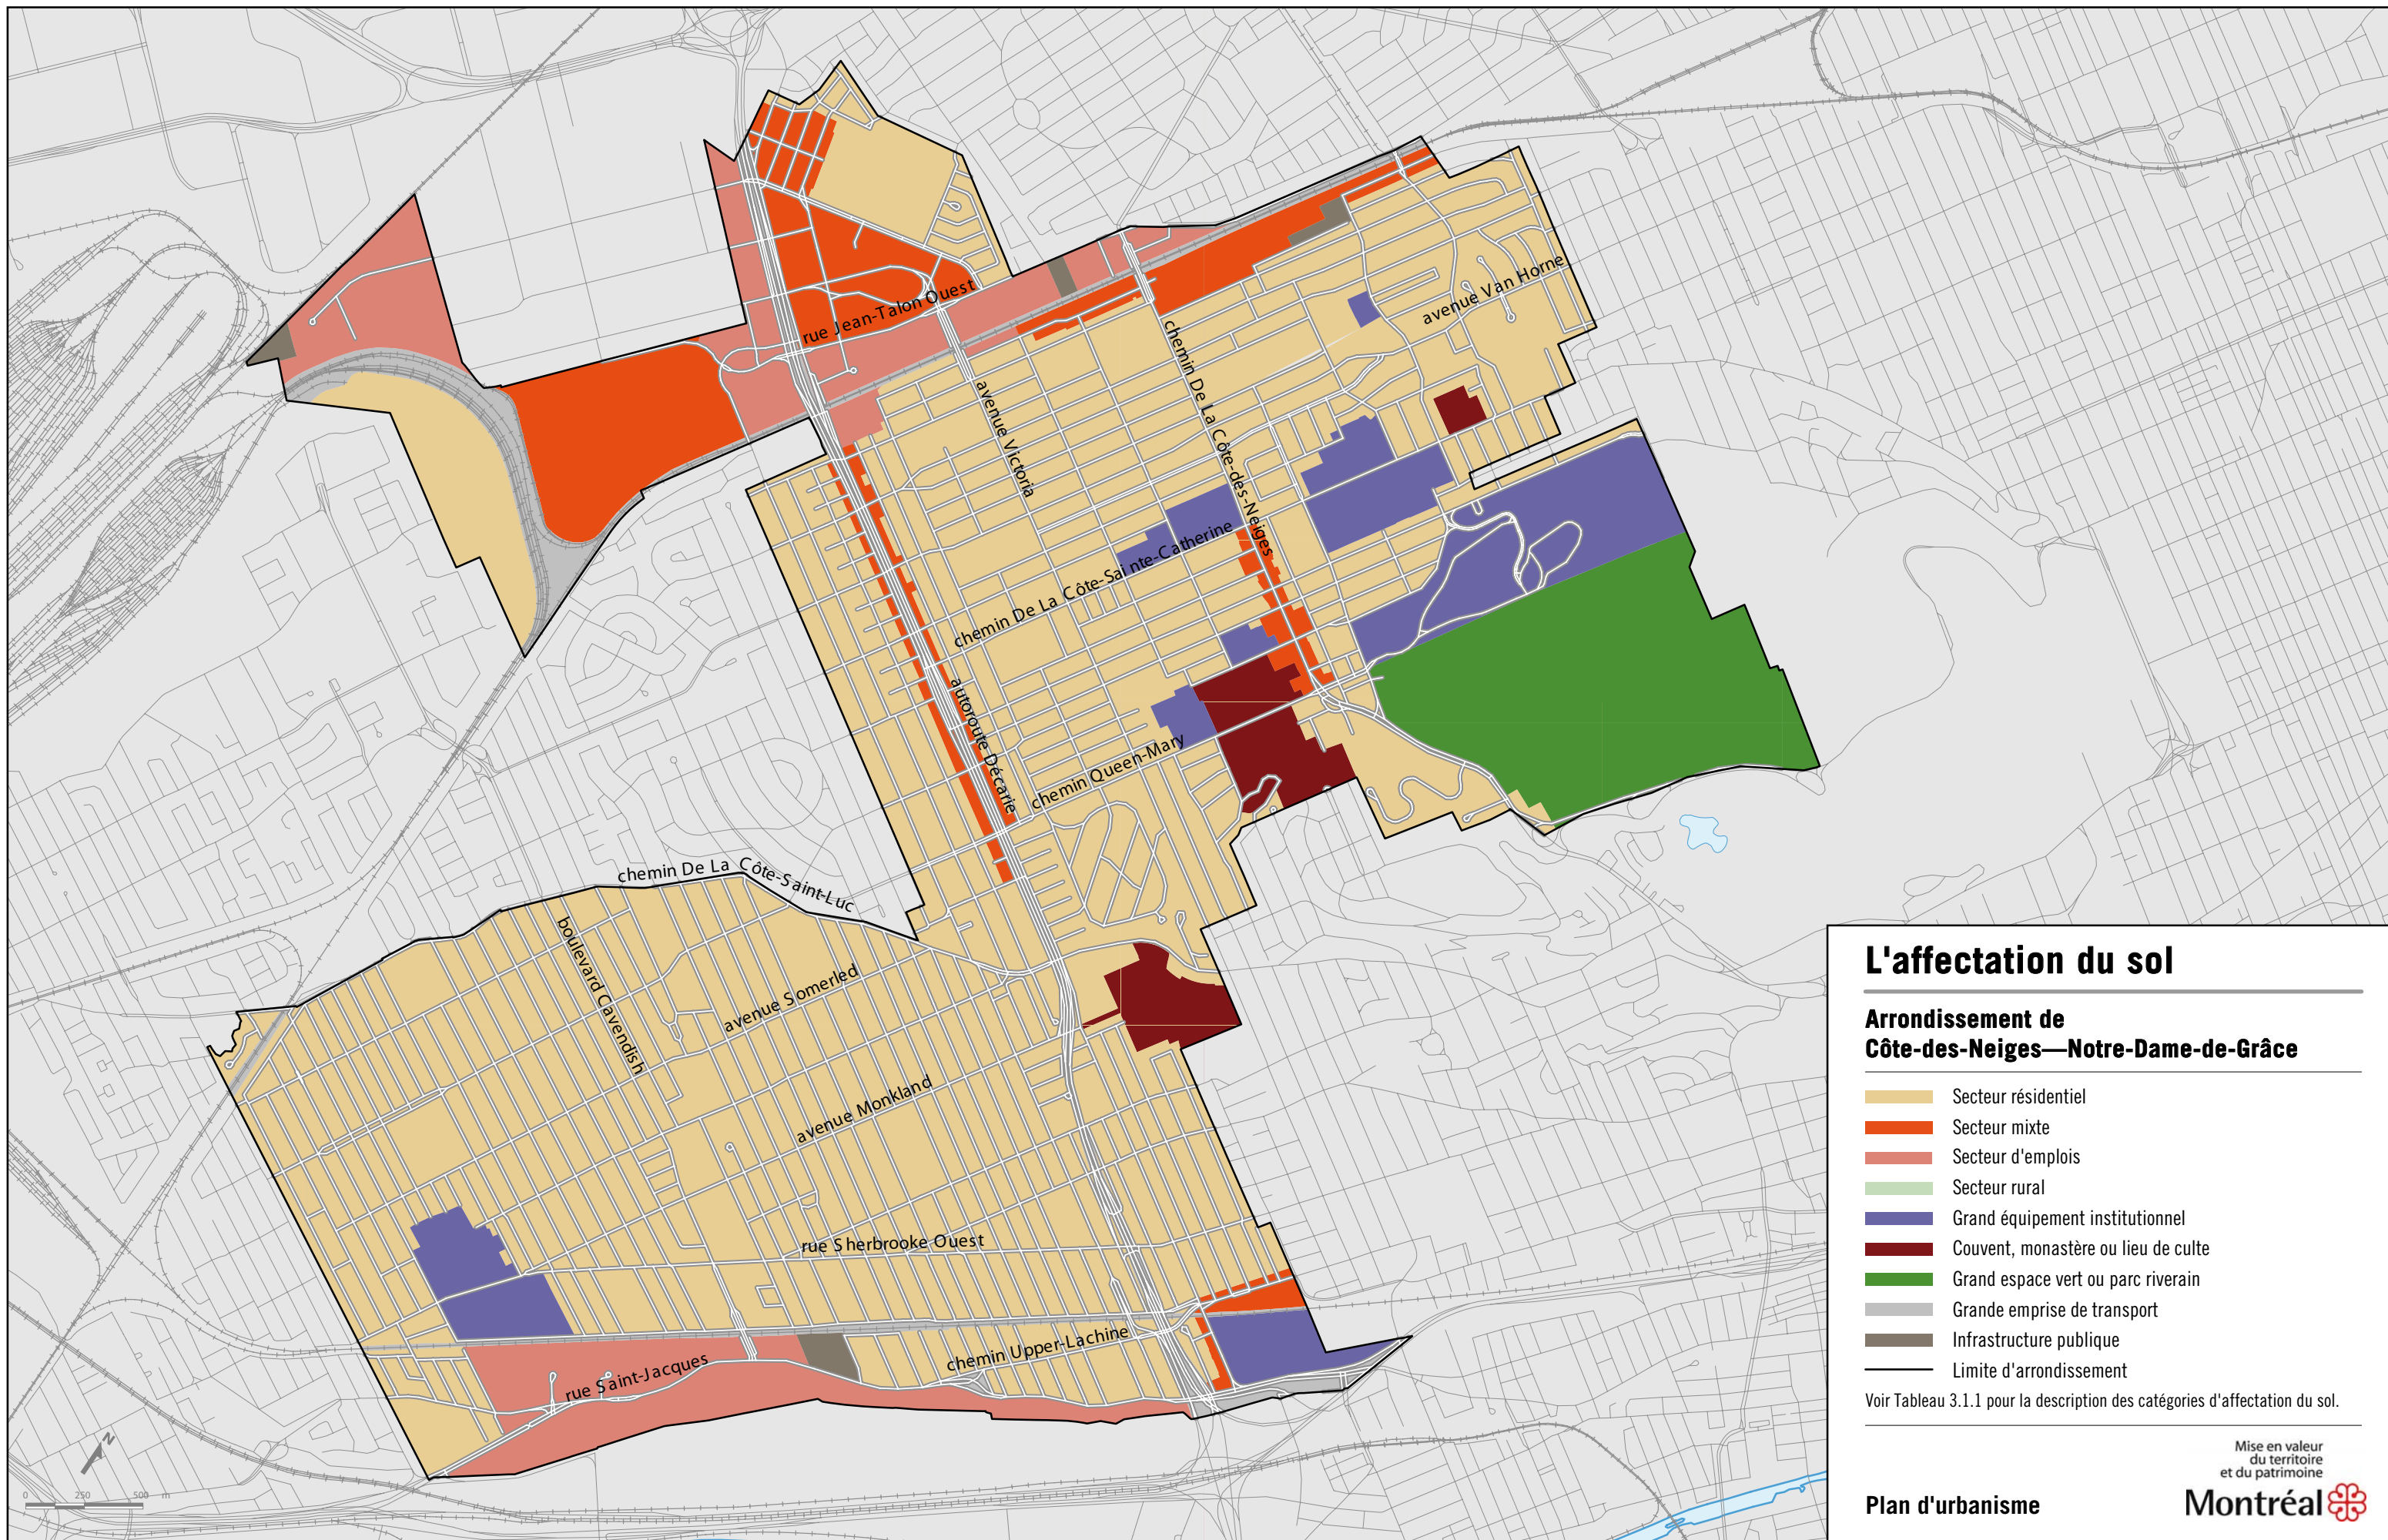 rue Jean-Talon Ouest
avenue Van Horne
avenue Victoria
chemin De La Côte-des-Neiges
chemin De La Côte-Sainte-Catherine
autoroute Décarie
chemin Queen-Mary
chemin De La Côte-Saint-Luc
boulevard Cavendish
avenue Somerled
avenue Monkland
rue Sherbrooke Ouest
chemin Upper-Lachine
rue Saint-Jacques
N
0 250 500 m
L'affectation du sol
Arrondissement de
Côte-des-Neiges—Notre-Dame-de-Grâce
Secteur résidentiel
Secteur mixte
Secteur d'emplois
Secteur rural
Grand équipement institutionnel
Couvent, monastère ou lieu de culte
Grand espace vert ou parc riverain
Grande emprise de transport
Infrastructure publique
Limite d'arrondissement
Voir Tableau 3.1.1 pour la description des catégories d'affectation du sol.
Mise en valeur
du territoire
et du patrimoine
Plan d'urbanisme
Montréal